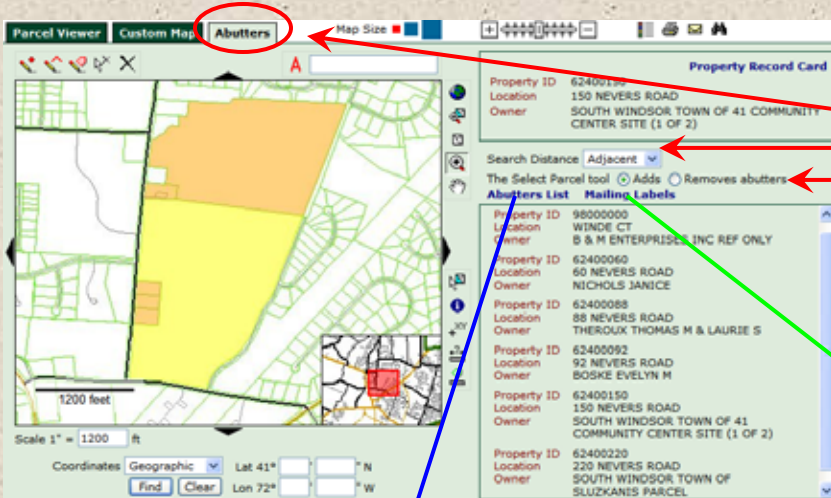 Parcel Viewer Custom Map Abutters Map Size
A
Property Record Card
Property ID 62400150
Location 150 NEVERS ROAD
Owner SOUTH WINDSOR TOWN OF 41 COMMUNITY
CENTER SITE (1 OF 2)
Search Distance Adjacent
The Select Parcel tool Adds Removes abutters
Abutters List Mailing Labels
Property ID 98000000
Location WINDE CT
Owner B & M ENTERPRISES INC REF ONLY
Property ID 62400060
Location 60 NEVERS ROAD
Owner NICHOLS JANICE
Property ID 62400088
Location 88 NEVERS ROAD
Owner THEROUX THOMAS M & LAURIE S
Property ID 62400092
Location 92 NEVERS ROAD
Owner BOSKE EVELYN M
Property ID 62400150
Location 150 NEVERS ROAD
Owner SOUTH WINDSOR TOWN OF 41
COMMUNITY CENTER SITE (1 OF 2)
Property ID 62400220
Location 220 NEVERS ROAD
Owner SOUTH WINDSOR TOWN OF
SLUZKANIS PARCEL
XY
1200 feet
Scale 1" = 1200 ft
Coordinates Geographic Lat 41° ' " N
Find Clear Lon 72° ' " W